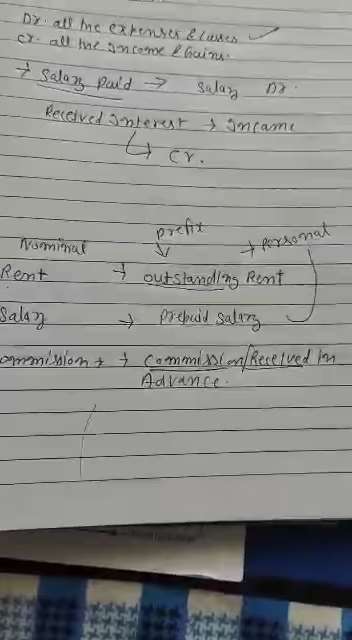 Dr. all the expenses & losses
Cr. all the Income & Gains.
→ Salary Paid → Salary Dr.
Received Interest → Income
↳ Cr.
prefix
Nominal → Personal
Rent → outstanding Rent
Salary → Prepaid Salary
ommission → → Commission/Received in
Advance.